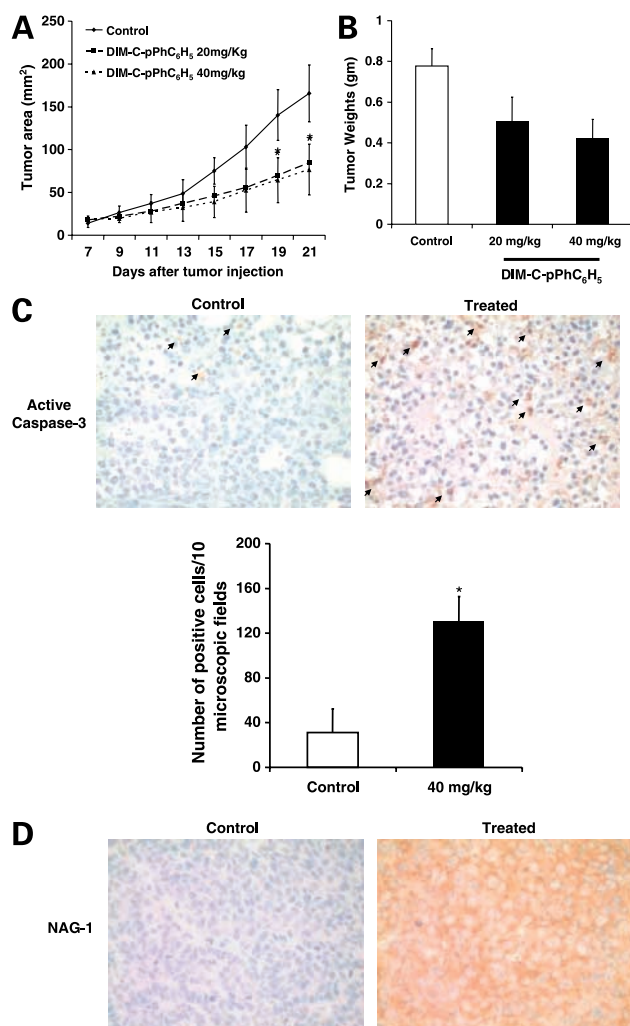 A
Control
DIM-C-pPhC6H5 20mg/Kg
DIM-C-pPhC6H5 40mg/kg
Tumor area (mm2)
250
200
150
100
50
0
*
*
7 9 11 13 15 17 19 21
Days after tumor injection
B
Tumor Weights (gm)
1
0.8
0.6
0.4
0.2
0
Control 20 mg/kg 40 mg/kg
DIM-C-pPhC6H5
C
Control Treated
Active
Caspase-3
Number of positive cells/10
microscopic fields
200
160
120
80
40
0
*
Control 40 mg/kg
D
Control Treated
NAG-1